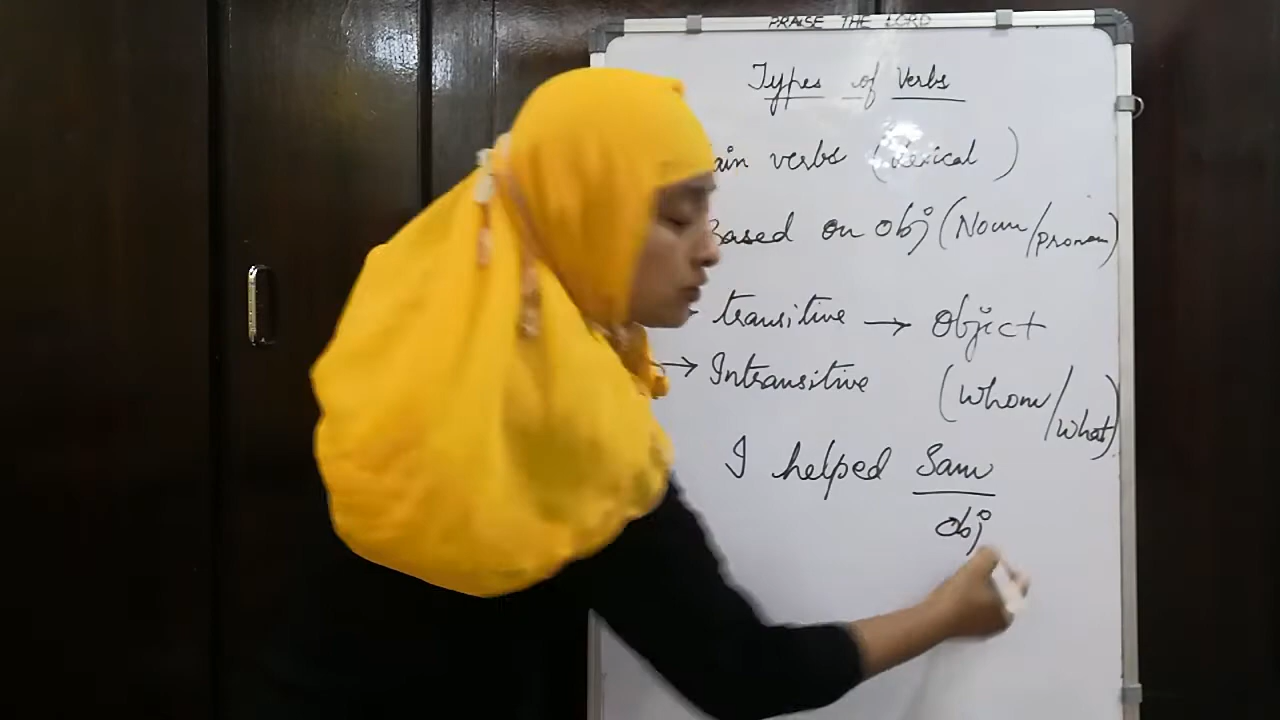 PRAISE THE LORD
Types of Verbs
ain verbs (Lexical)
Based on obj (Noun/pronoun)
transitive → Object
→ Intransitive (whom/what)
I helped Sam
obj